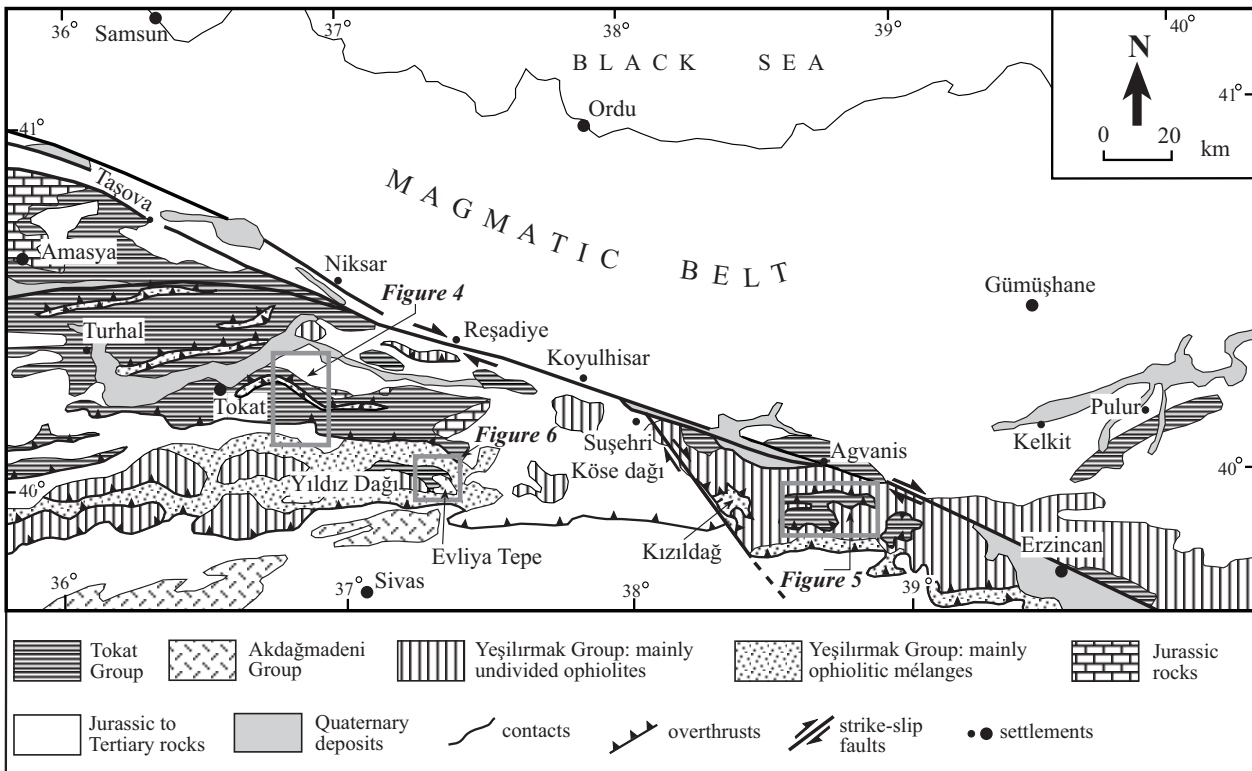 36°
37°
38°
39°
40°
Samsun
BLACK SEA
N
Ordu
41°
0 20
km
41°
MAGMATIC BELT
Taşova
Amasya
Niksar
Gümüşhane
Figure 4
Turhal
Reşadiye
Koyulhisar
Tokat
Pulur
Kelkit
Suşehri
Figure 6
Köse dağı
Agvanis
40°
Yıldız Dağı
40°
Evliya Tepe
Kızıldağ
Erzincan
Figure 5
36°
37°
Sivas
38°
39°
Tokat
Group
Akdağmadeni
Group
Yeşilırmak Group: mainly
undivided ophiolites
Yeşilırmak Group: mainly
ophiolitic mélanges
Jurassic
rocks
Jurassic to
Tertiary rocks
Quaternary
deposits
contacts
overthrusts
strike-slip
faults
settlements